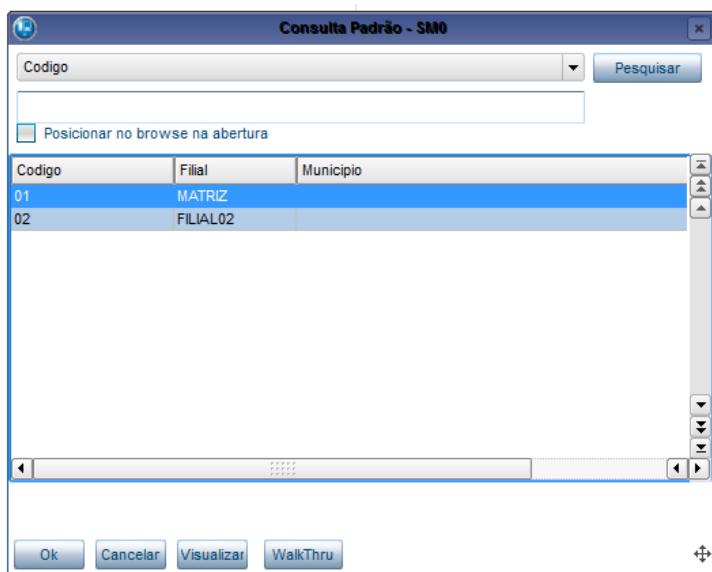 Consulta Padrão - SM0
Codigo Pesquisar
Posicionar no browse na abertura
Codigo Filial Municipio
01 MATRIZ
02 FILIAL02
Ok Cancelar Visualizar WalkThru